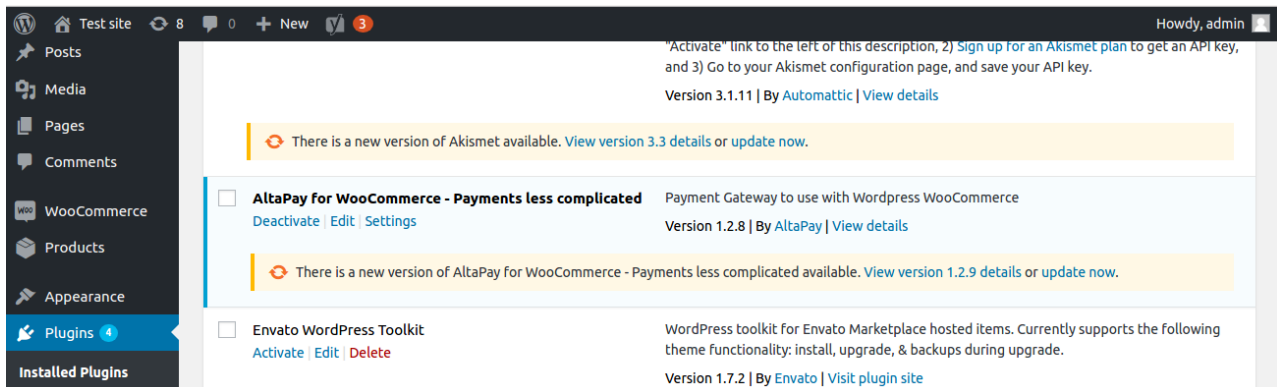 Test site 8 0 + New 3 Howdy, admin
Posts
Media
Pages
Comments
WOO WooCommerce
Products
Appearance
Plugins 4
Installed Plugins
"Activate" link to the left of this description, 2) Sign up for an Akismet plan to get an API key,
and 3) Go to your Akismet configuration page, and save your API key.
Version 3.1.11 | By Automattic | View details
There is a new version of Akismet available. View version 3.3 details or update now.
AltaPay for WooCommerce - Payments less complicated
Deactivate | Edit | Settings
Payment Gateway to use with Wordpress WooCommerce
Version 1.2.8 | By AltaPay | View details
There is a new version of AltaPay for WooCommerce - Payments less complicated available. View version 1.2.9 details or update now.
Envato WordPress Toolkit
Activate | Edit | Delete
WordPress toolkit for Envato Marketplace hosted items. Currently supports the following
theme functionality: install, upgrade, & backups during upgrade.
Version 1.7.2 | By Envato | Visit plugin site